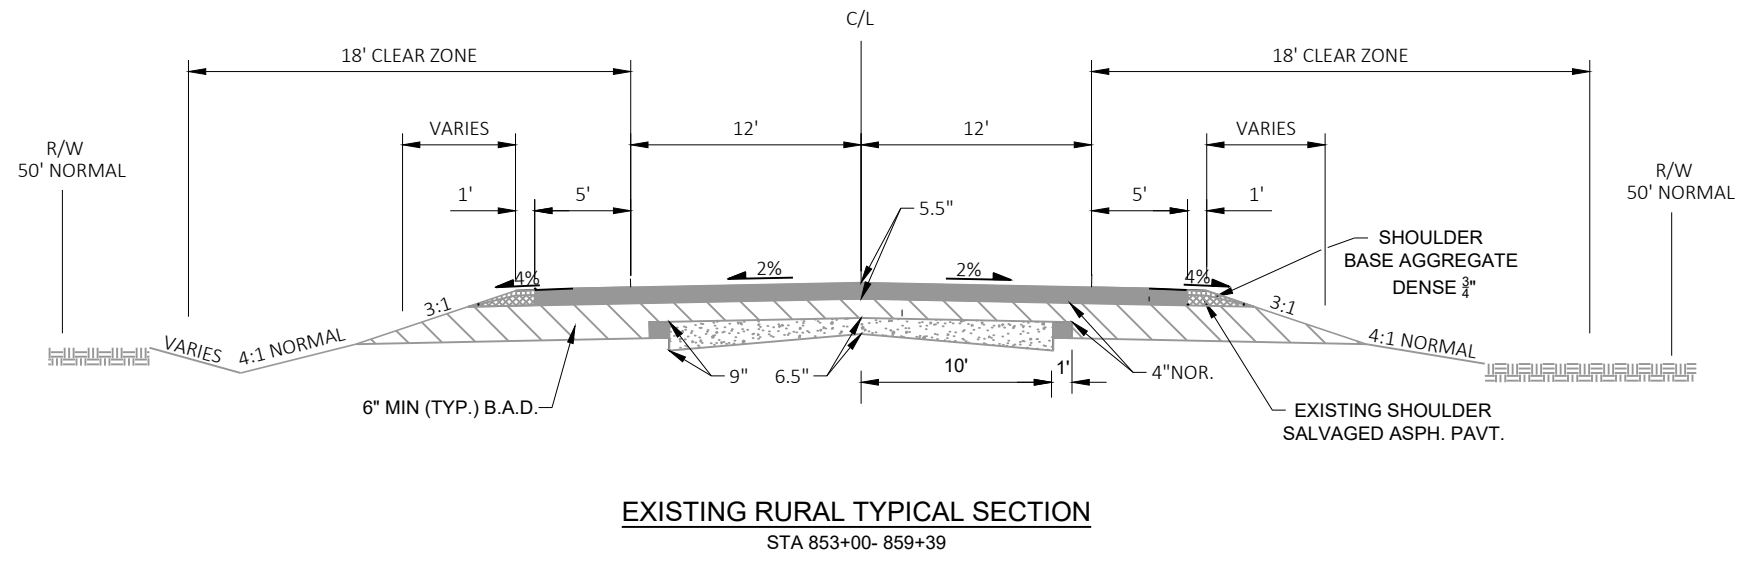 C/L
18' CLEAR ZONE
18' CLEAR ZONE
VARIES
12'
12'
VARIES
R/W
50' NORMAL
R/W
50' NORMAL
1'
5'
5'
1'
5.5"
SHOULDER
BASE AGGREGATE
DENSE 3/4"
4%
2%
2%
4%
3:1
3:1
VARIES
4:1 NORMAL
4:1 NORMAL
9"
6.5"
10'
1'
4"NOR.
6" MIN (TYP.) B.A.D.
EXISTING SHOULDER
SALVAGED ASPH. PAVT.
EXISTING RURAL TYPICAL SECTION
STA 853+00- 859+39